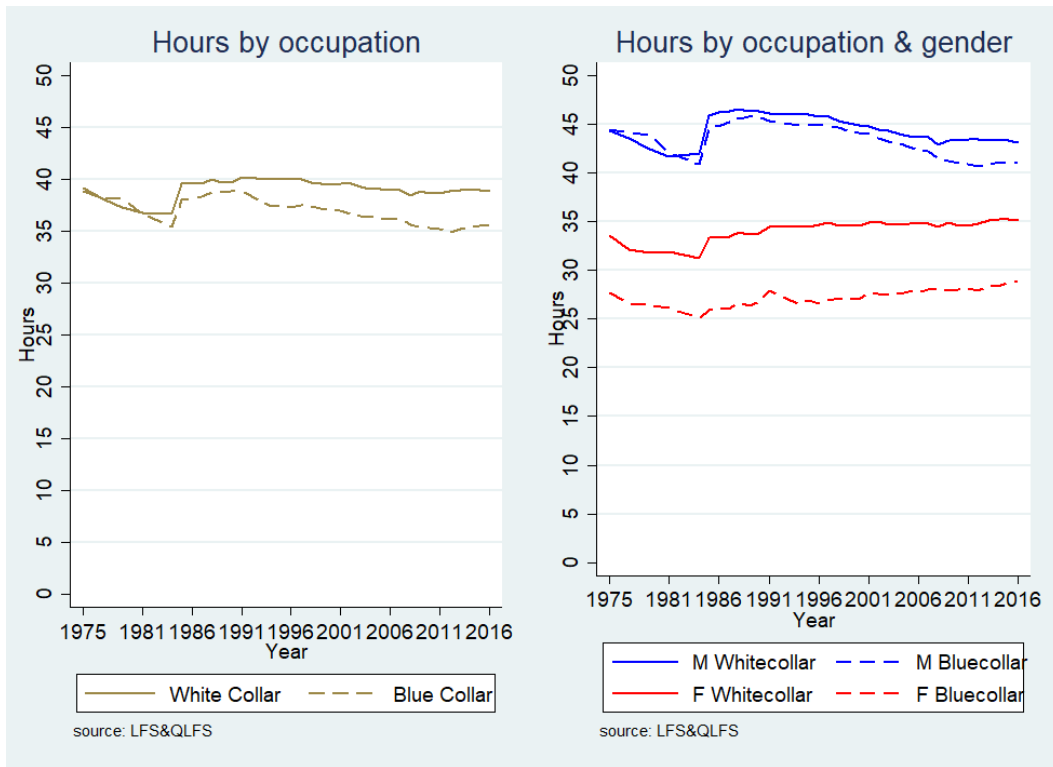 Hours by occupation
50
45
40
35
30
25
20
15
10
5
0
Hours
1975 1981 1986 1991 1996 2001 2006 2011 2016
Year
White Collar Blue Collar
source: LFS&QLFS
Hours by occupation & gender
50
45
40
35
30
25
20
15
10
5
0
Hours
1975 1981 1986 1991 1996 2001 2006 2011 2016
Year
M Whitecollar M Bluecollar
F Whitecollar F Bluecollar
source: LFS&QLFS